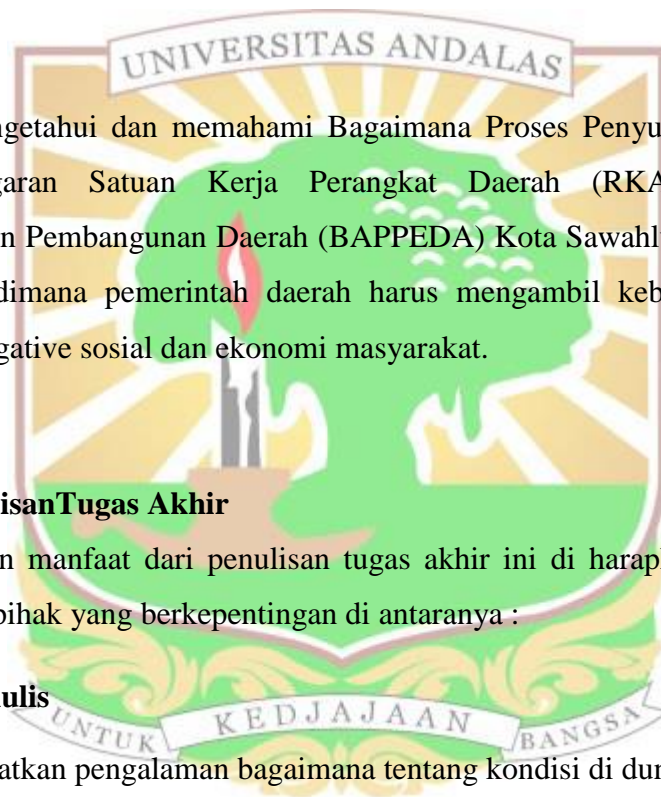 UNIVERSITAS ANDALAS
ngetahui dan memahami Bagaimana Proses Penyu
garan Satuan Kerja Perangkat Daerah (RKA
n Pembangunan Daerah (BAPPEDA) Kota Sawahl
dimana pemerintah daerah harus mengambil keb
gative sosial dan ekonomi masyarakat.
isanTugas Akhir
n manfaat dari penulisan tugas akhir ini di harap
pihak yang berkepentingan di antaranya :
ulis
UNTUK KEDJAJAAN BANGSA
atkan pengalaman bagaimana tentang kondisi di du